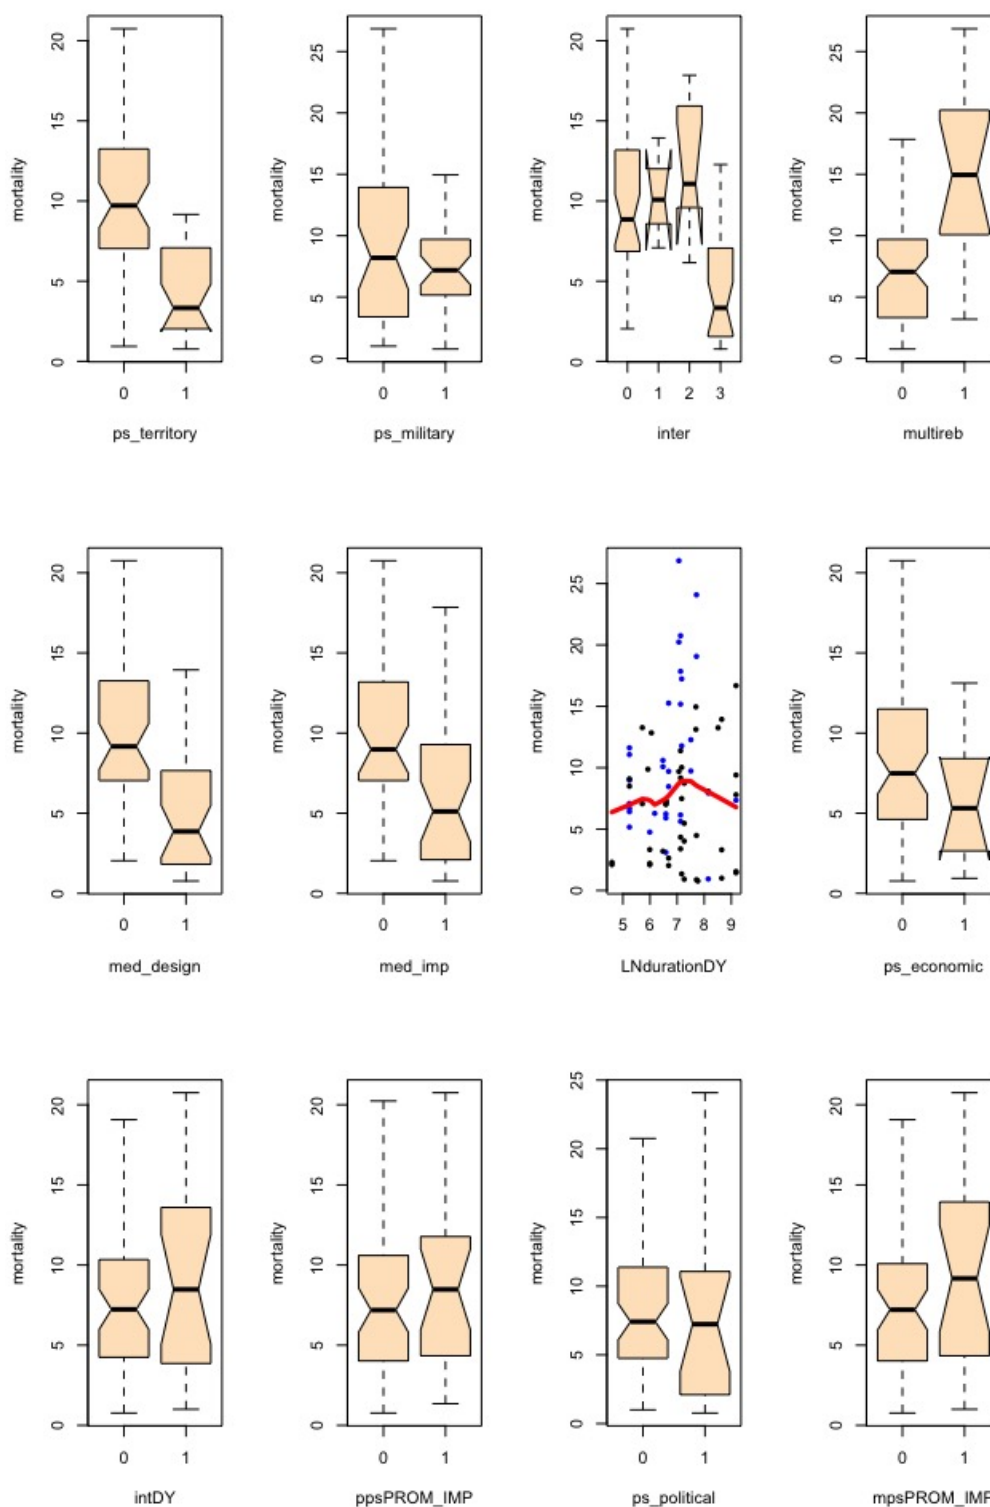 mortality
0 5 10 15 20
0 1
ps_territory
mortality
0 5 10 15 20 25
0 1
ps_military
mortality
0 5 10 15 20
0 1 2 3
inter
mortality
0 5 10 15 20 25
0 1
multireb
mortality
0 5 10 15 20
0 1
med_design
mortality
0 5 10 15 20
0 1
med_imp
mortality
0 5 10 15 20 25
5 6 7 8 9
LNdurationDY
mortality
0 5 10 15 20
0 1
ps_economic
mortality
0 5 10 15 20
0 1
intDY
mortality
0 5 10 15 20
0 1
ppsPROM_IMP
mortality
0 5 10 15 20 25
0 1
ps_political
mortality
0 5 10 15 20
0 1
mpsPROM_IMP